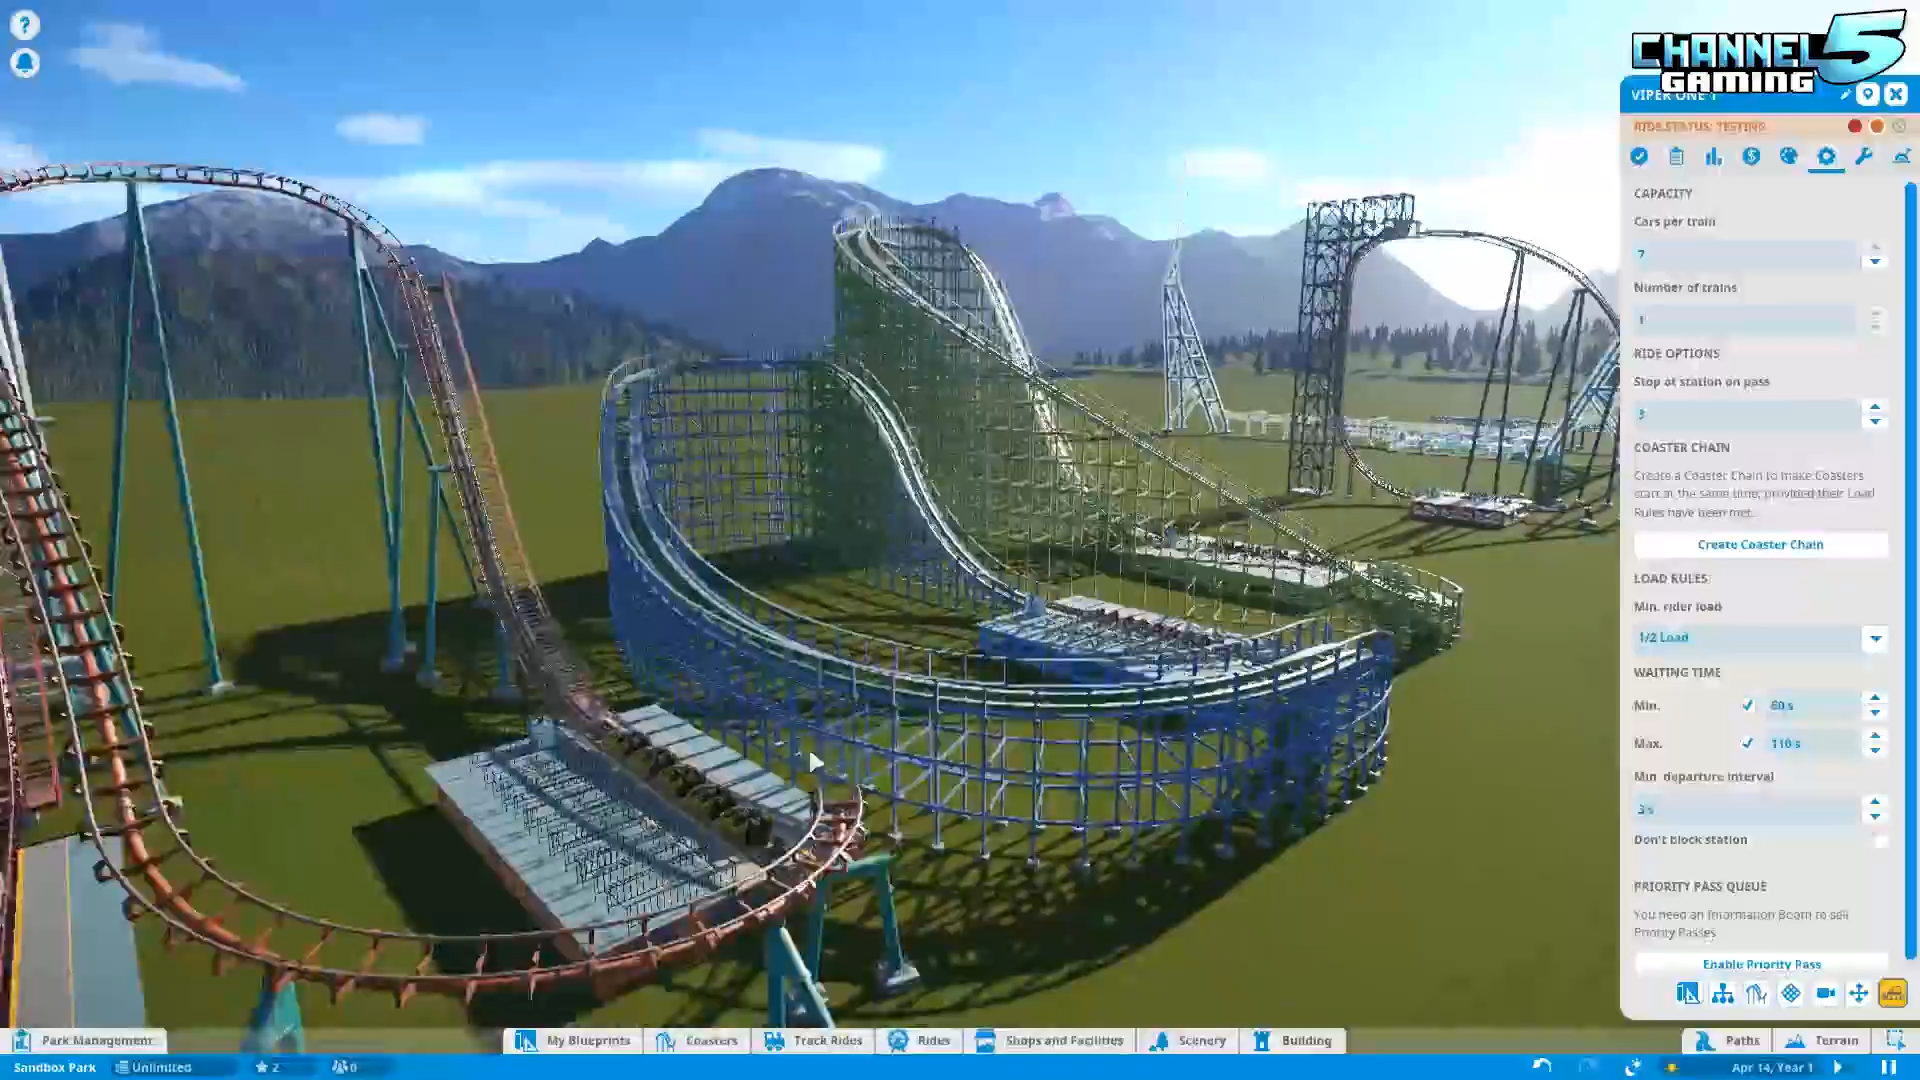 CHANNEL 5
GAMING
VIPER ONE 1
RIDE STATUS: TESTING
CAPACITY
Cars per train
7
Number of trains
1
RIDE OPTIONS
Stop at station on pass
3
COASTER CHAIN
Create a Coaster Chain to make Coasters
start at the same time, provided their Load
Rules have been met.
Create Coaster Chain
LOAD RULES
Min. rider load
1/2 Load
WAITING TIME
Min. 60 s
Max. 110 s
Min. departure interval
3 s
Don't block station
PRIORITY PASS QUEUE
You need an Information Booth to sell
Priority Passes
Enable Priority Pass
Park Management
My Blueprints
Coasters
Track Rides
Rides
Shops and Facilities
Scenery
Building
Paths
Terrain
Sandbox Park
Unlimited
2
0
Apr 14, Year 1